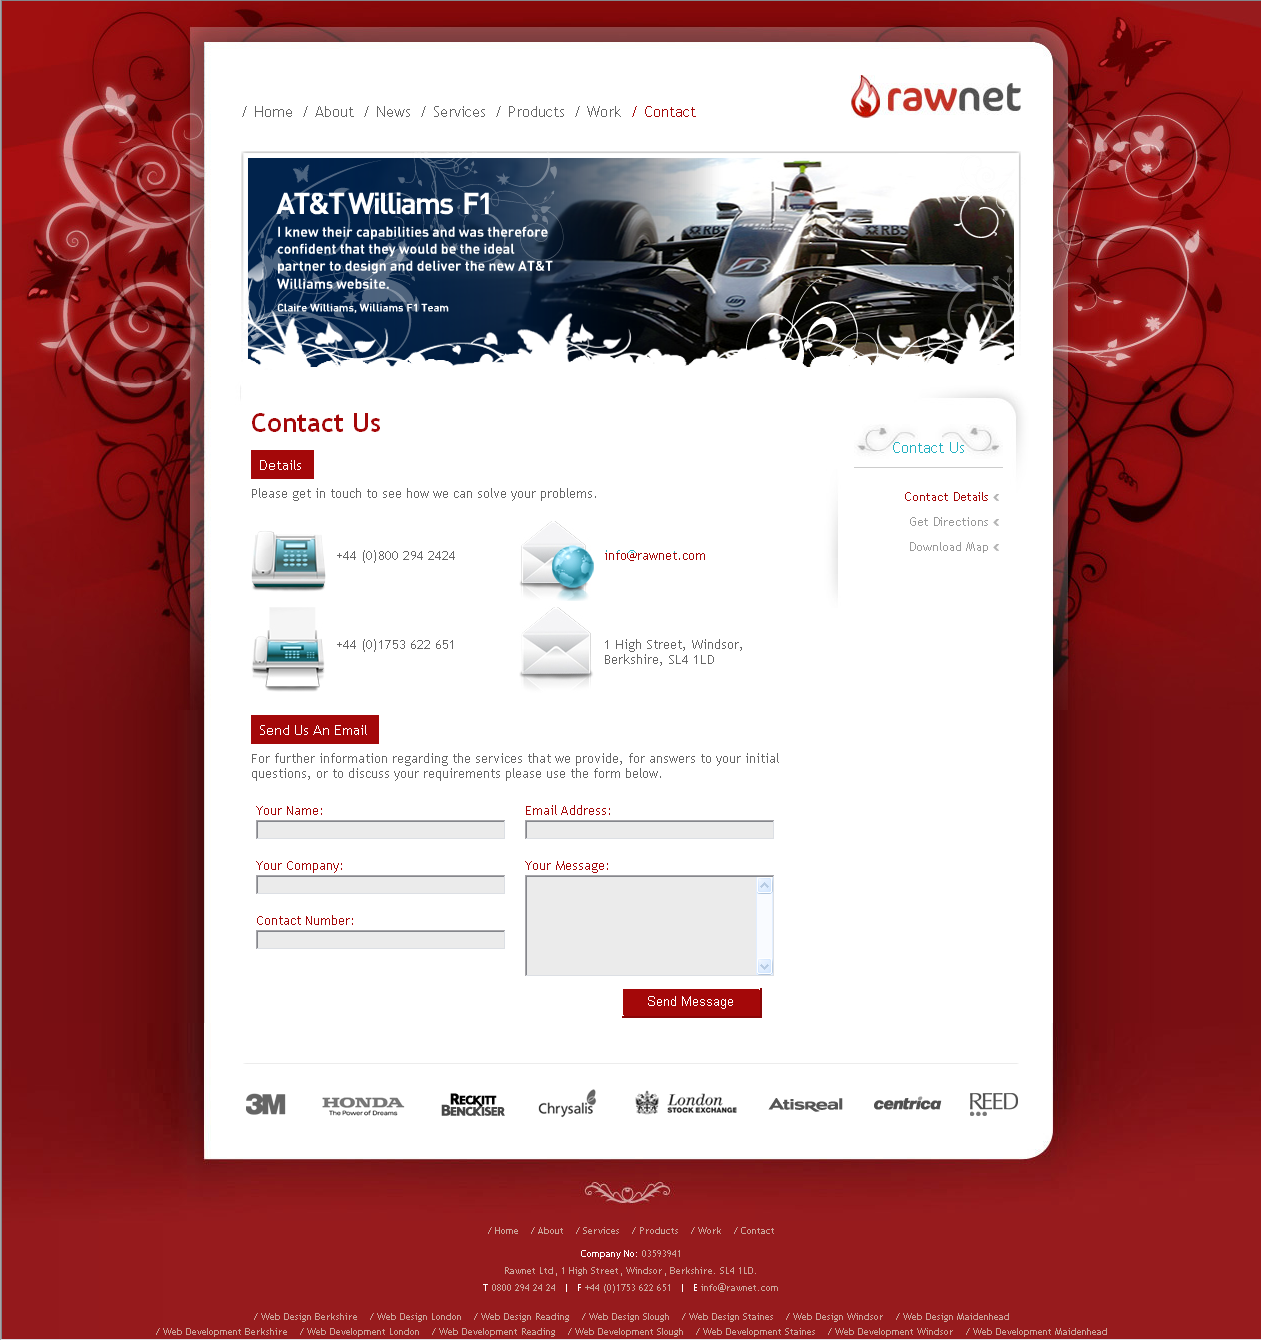 / Home / About / News / Services / Products / Work / Contact
rawnet
AT&T Williams F1
I knew their capabilities and was therefore
confident that they would be the ideal
partner to design and deliver the new AT&T
Williams website.
Claire Williams, Williams F1 Team
RBS
RBS
Contact Us
Details
Please get in touch to see how we can solve your problems.
+44 (0)800 294 2424
info@rawnet.com
+44 (0)1753 622 651
1 High Street, Windsor,
Berkshire, SL4 1LD
Contact Us
Contact Details
Get Directions
Download Map
Send Us An Email
For further information regarding the services that we provide, for answers to your initial
questions, or to discuss your requirements please use the form below.
Your Name:
Email Address:
Your Company:
Your Message:
Contact Number:
Send Message
3M
HONDA
The Power of Dreams
RECKITT
BENCKISER
Chrysalis
London
STOCK EXCHANGE
ATISREAL
centrica
REED
/ Home / About / Services / Products / Work / Contact
Company No: 03593941
Rawnet Ltd, 1 High Street, Windsor, Berkshire. SL4 1LD.
T 0800 294 24 24 | F +44 (0)1753 622 651 | E info@rawnet.com
/ Web Design Berkshire / Web Design London / Web Design Reading / Web Design Slough / Web Design Staines / Web Design Windsor / Web Design Maidenhead
/ Web Development Berkshire / Web Development London / Web Development Reading / Web Development Slough / Web Development Staines / Web Development Windsor / Web Development Maidenhead